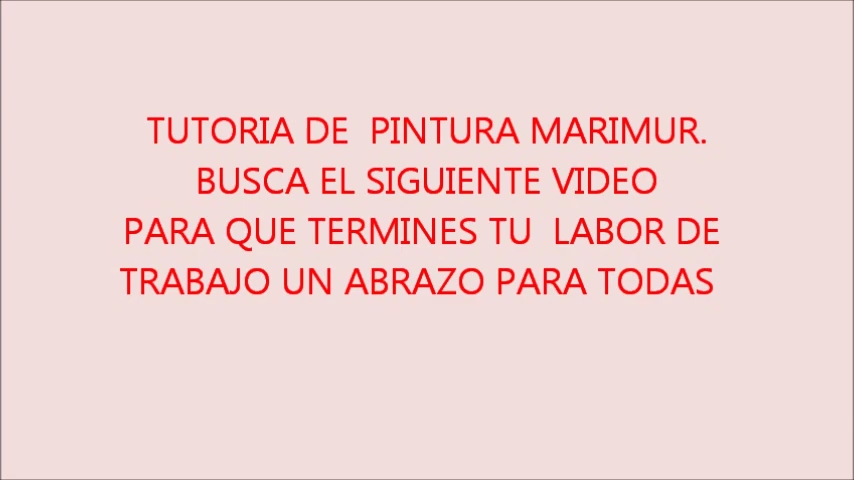 TUTORIA DE  PINTURA MARIMUR.
BUSCA EL SIGUIENTE VIDEO
PARA QUE TERMINES TU  LABOR DE
TRABAJO UN ABRAZO PARA TODAS